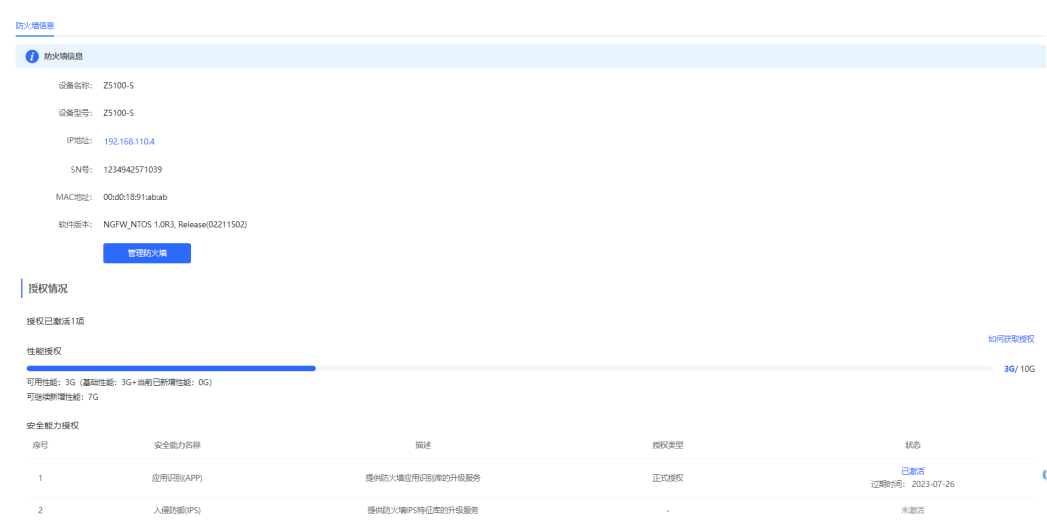 防火墙信息
防火墙信息
设备名称: Z5100-S
设备型号: Z5100-S
IP地址: 192.168.110.4
SN号: 1234942571039
MAC地址: 00:d0:18:91:ab:ab
软件版本: NGFW_NTOS 1.0R3, Release(02211502)
管理防火墙
授权情况
授权已激活1项
如何获取授权
性能授权
3G/ 10G
可用性能: 3G (基础性能: 3G+当前已新增性能: 0G)
可继续新增性能: 7G
安全能力授权
序号 安全能力名称 描述 授权类型 状态
1 应用识别(APP) 提供防火墙应用识别库的升级服务 正式授权 已激活
过期时间: 2023-07-26
2 入侵防御(IPS) 提供防火墙IPS特征库的升级服务 - 未激活